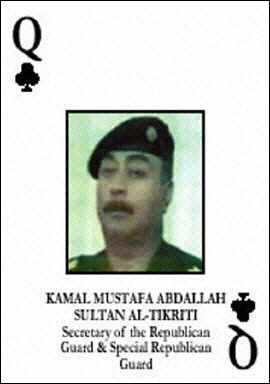 Q
KAMAL MUSTAFA ABDALLAH
SULTAN AL-TIKRITI
Secretary of the Republican
Guard & Special Republican
Guard
Q